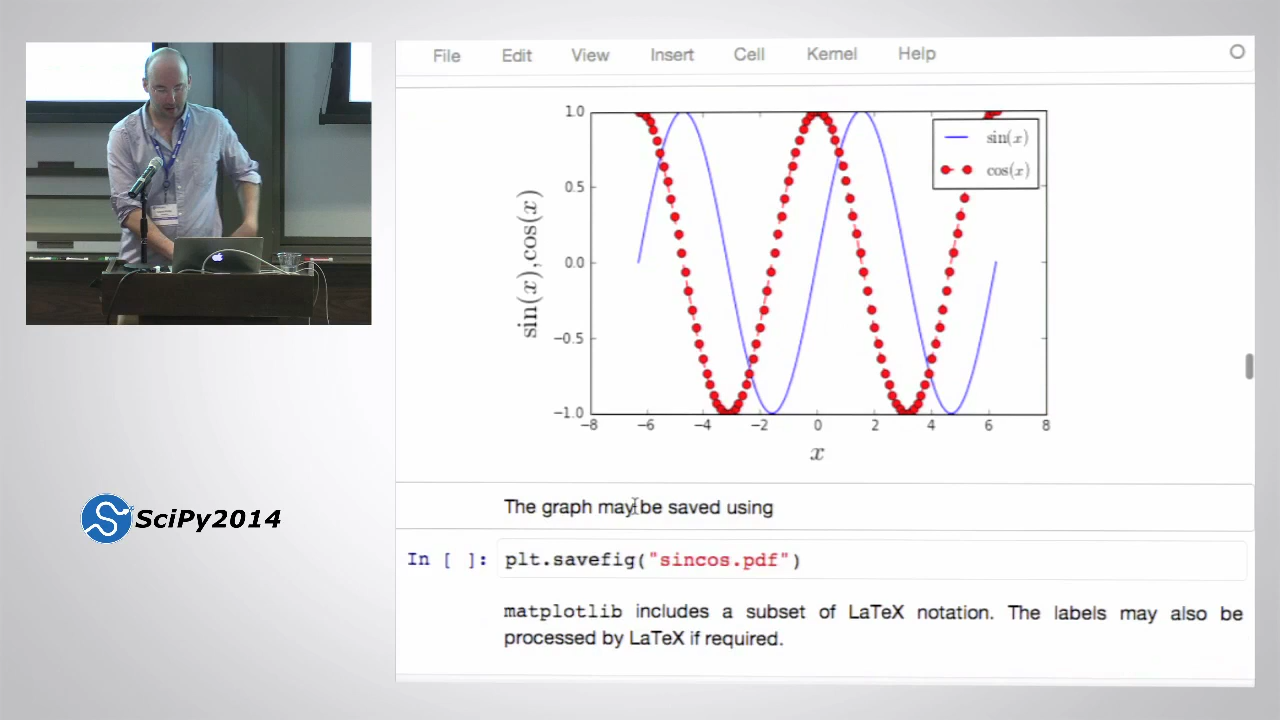 File Edit View Insert Cell Kernel Help
1.0
0.5
0.0
−0.5
−1.0
sin(x),cos(x)
sin(x)
cos(x)
−8 −6 −4 −2 0 2 4 6 8
x
The graph may be saved using
In [ ]: plt.savefig("sincos.pdf")
matplotlib includes a subset of LaTeX notation. The labels may also be
processed by LaTeX if required.
SciPy2014